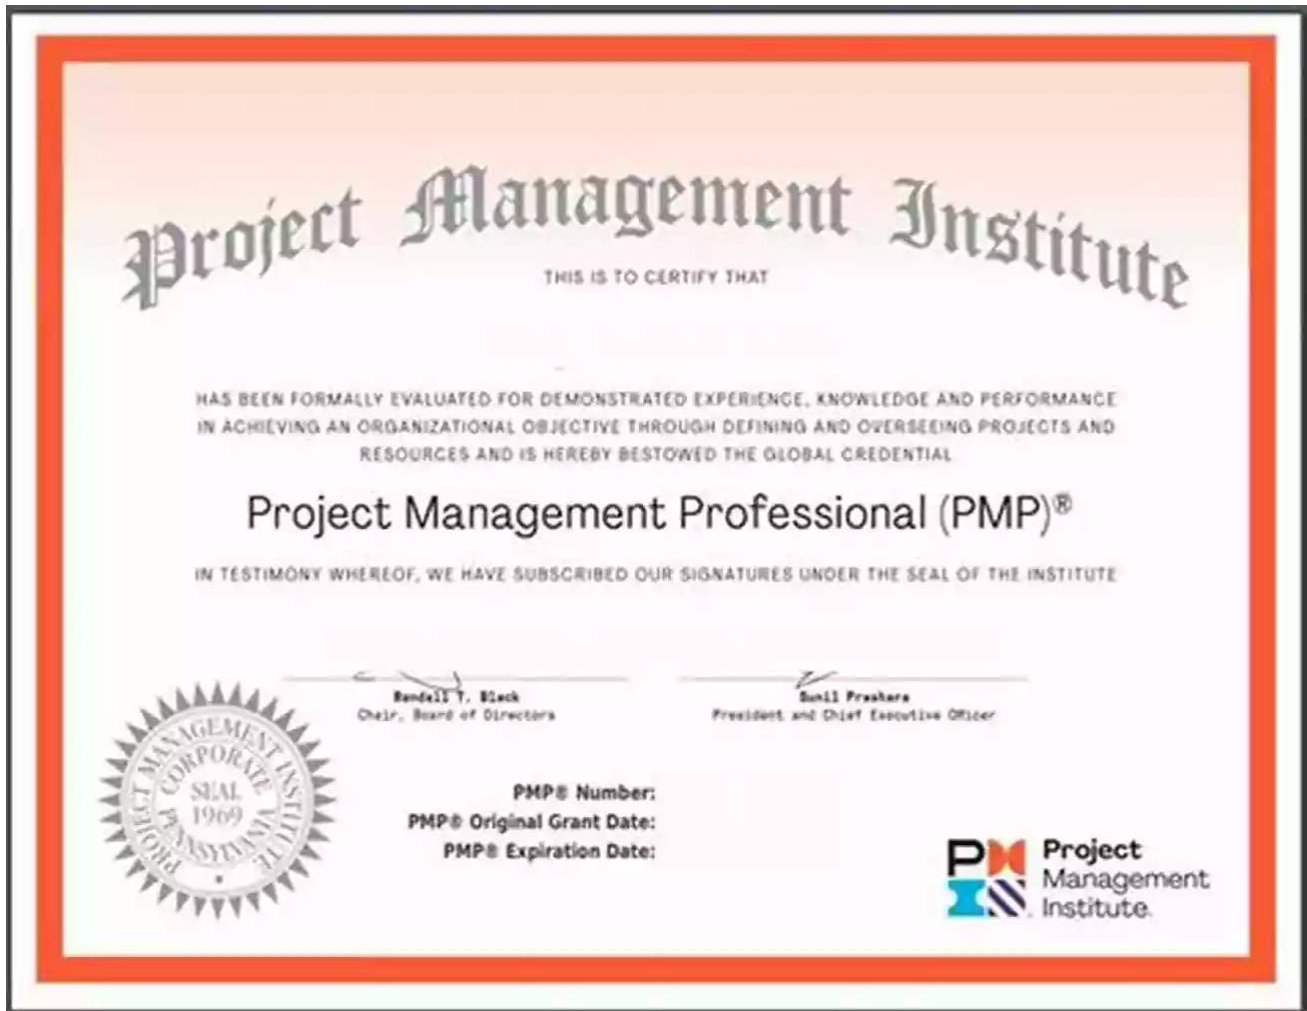 Project Management Institute
THIS IS TO CERTIFY THAT
HAS BEEN FORMALLY EVALUATED FOR DEMONSTRATED EXPERIENCE, KNOWLEDGE AND PERFORMANCE
IN ACHIEVING AN ORGANIZATIONAL OBJECTIVE THROUGH DEFINING AND OVERSEEING PROJECTS AND
RESOURCES AND IS HEREBY BESTOWED THE GLOBAL CREDENTIAL
Project Management Professional (PMP)®
IN TESTIMONY WHEREOF, WE HAVE SUBSCRIBED OUR SIGNATURES UNDER THE SEAL OF THE INSTITUTE
Randell T. Black
Chair, Board of Directors
Sunil Prashara
President and Chief Executive Officer
PROJECT MANAGEMENT INSTITUTE
CORPORATE
SEAL
1969
PENNSYLVANIA
PMP® Number:
PMP® Original Grant Date:
PMP® Expiration Date:
PM
Project
Management
Institute.